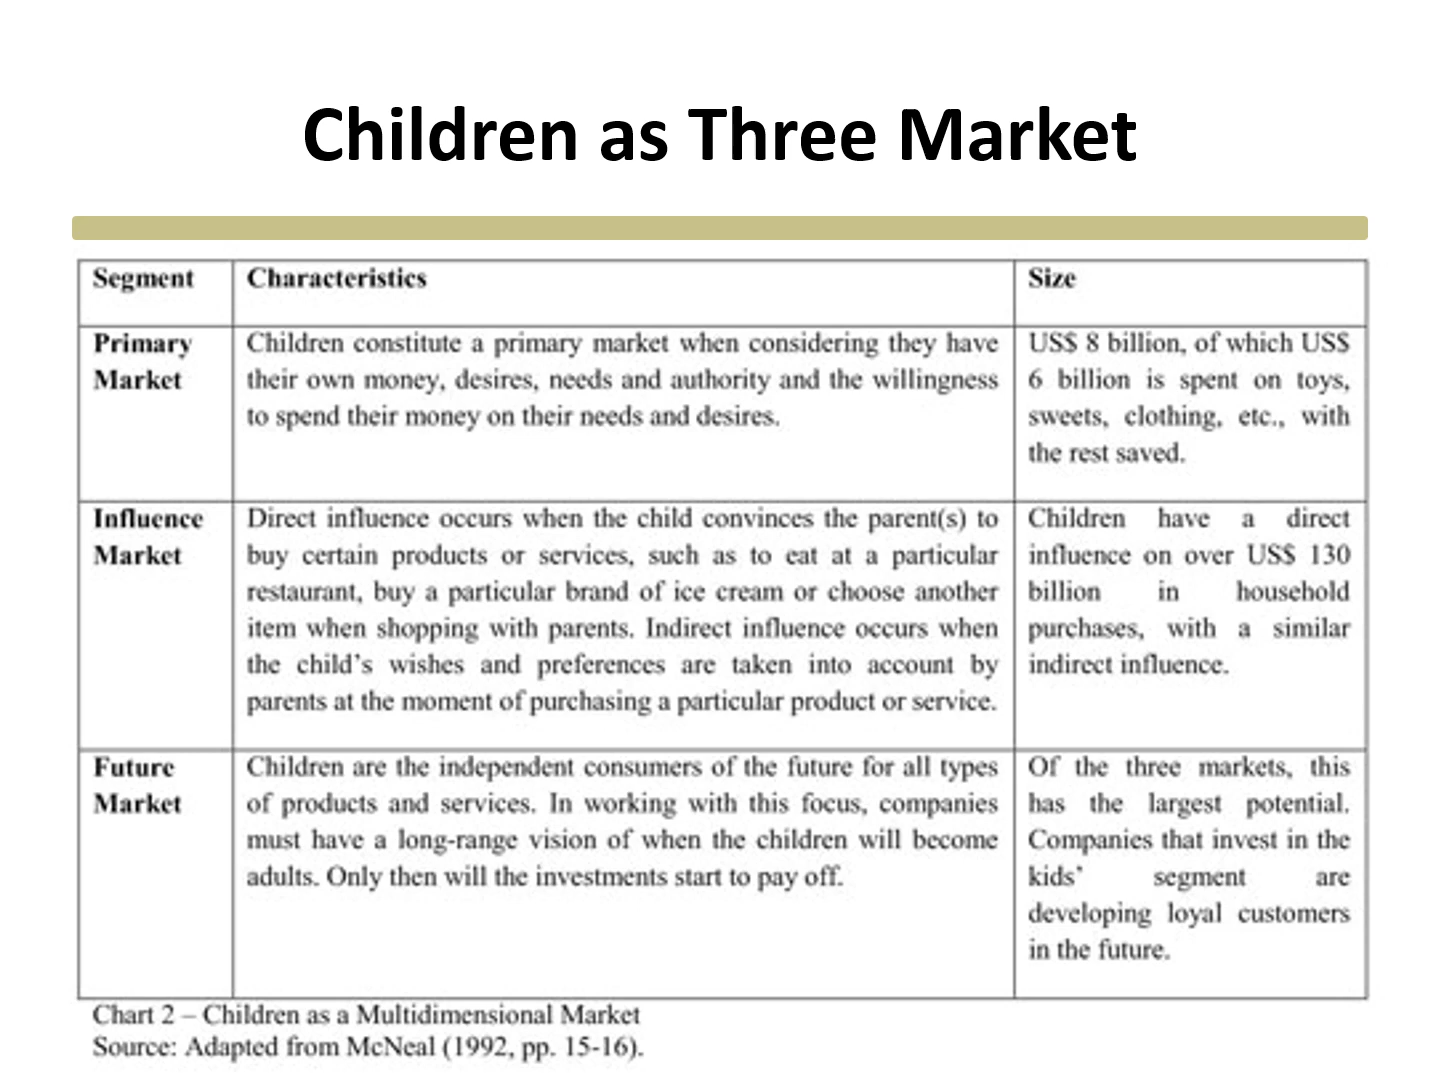 Children as Three Market
Segment
Characteristics
Size
Primary
Market
Children constitute a primary market when considering they have
their own money, desires, needs and authority and the willingness
to spend their money on their needs and desires.
US$ 8 billion, of which US$
6 billion is spent on toys,
sweets, clothing, etc., with
the rest saved.
Influence
Market
Direct influence occurs when the child convinces the parent(s) to
buy certain products or services, such as to eat at a particular
restaurant, buy a particular brand of ice cream or choose another
item when shopping with parents. Indirect influence occurs when
the child’s wishes and preferences are taken into account by
parents at the moment of purchasing a particular product or service.
Children have a direct
influence on over US$ 130
billion in household
purchases, with a similar
indirect influence.
Future
Market
Children are the independent consumers of the future for all types
of products and services. In working with this focus, companies
must have a long-range vision of when the children will become
adults. Only then will the investments start to pay off.
Of the three markets, this
has the largest potential.
Companies that invest in the
kids’ segment are
developing loyal customers
in the future.
Chart 2 – Children as a Multidimensional Market
Source: Adapted from McNeal (1992, pp. 15-16).